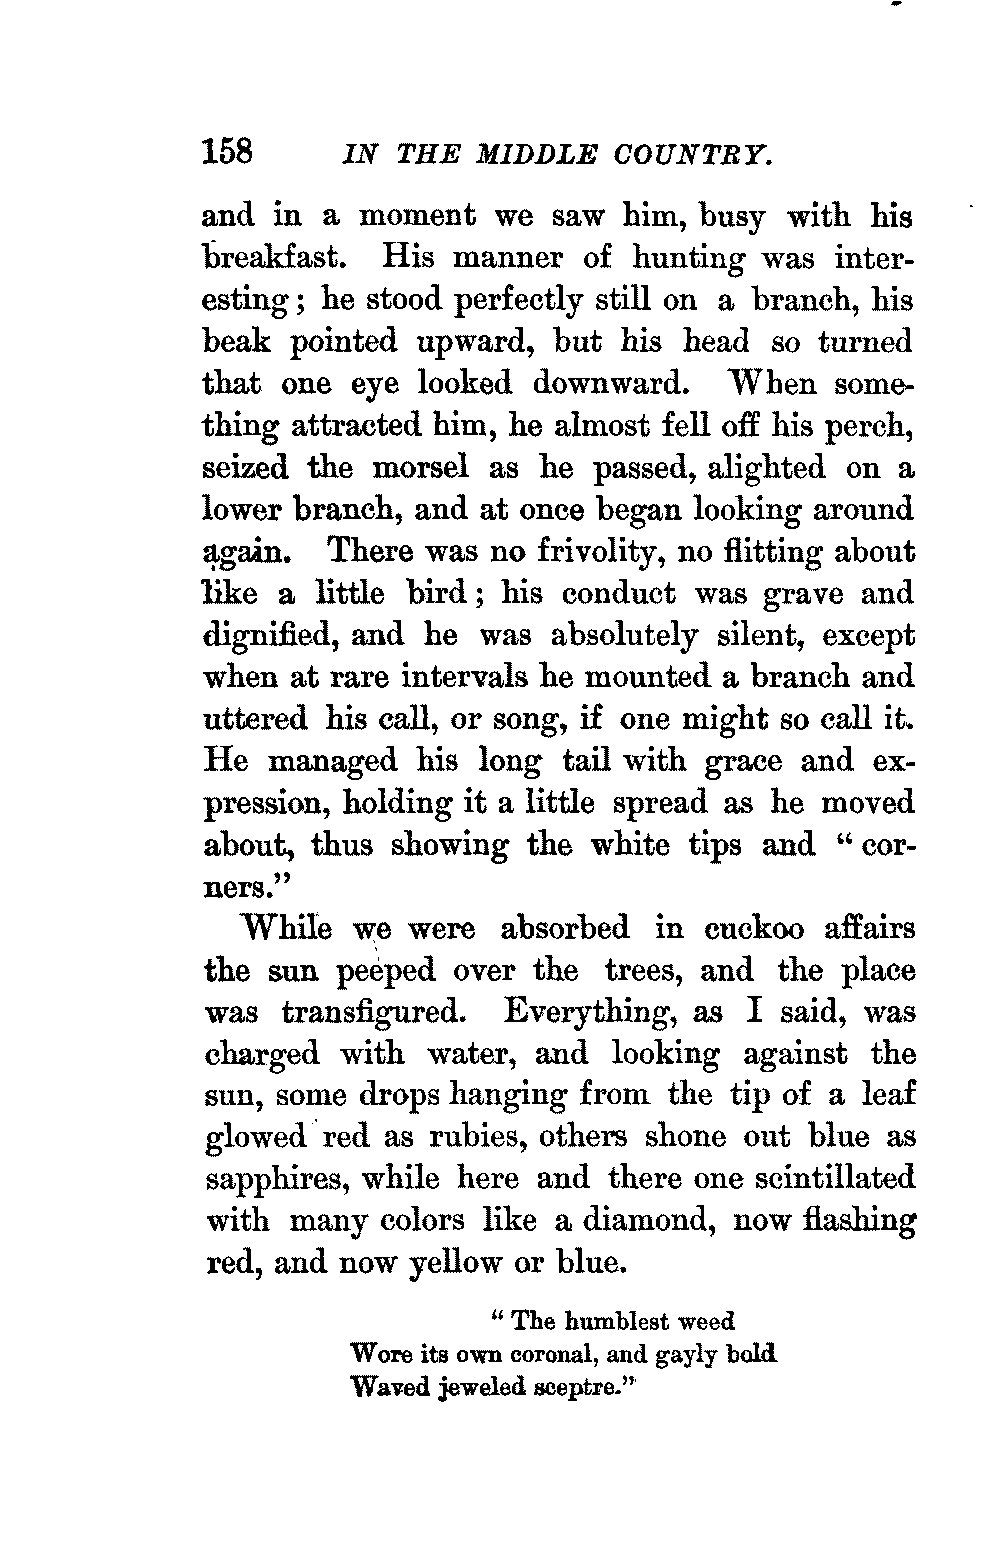 158 IN THE MIDDLE COUNTRY.
and in a moment we saw him, busy with his
breakfast. His manner of hunting was inter-
esting; he stood perfectly still on a branch, his
beak pointed upward, but his head so turned
that one eye looked downward. When some-
thing attracted him, he almost fell off his perch,
seized the morsel as he passed, alighted on a
lower branch, and at once began looking around
again. There was no frivolity, no flitting about
like a little bird; his conduct was grave and
dignified, and he was absolutely silent, except
when at rare intervals he mounted a branch and
uttered his call, or song, if one might so call it.
He managed his long tail with grace and ex-
pression, holding it a little spread as he moved
about, thus showing the white tips and "cor-
ners."
While we were absorbed in cuckoo affairs
the sun peeped over the trees, and the place
was transfigured. Everything, as I said, was
charged with water, and looking against the
sun, some drops hanging from the tip of a leaf
glowed red as rubies, others shone out blue as
sapphires, while here and there one scintillated
with many colors like a diamond, now flashing
red, and now yellow or blue.
"The humblest weed
Wore its own coronal, and gayly bold
Waved jeweled sceptre."